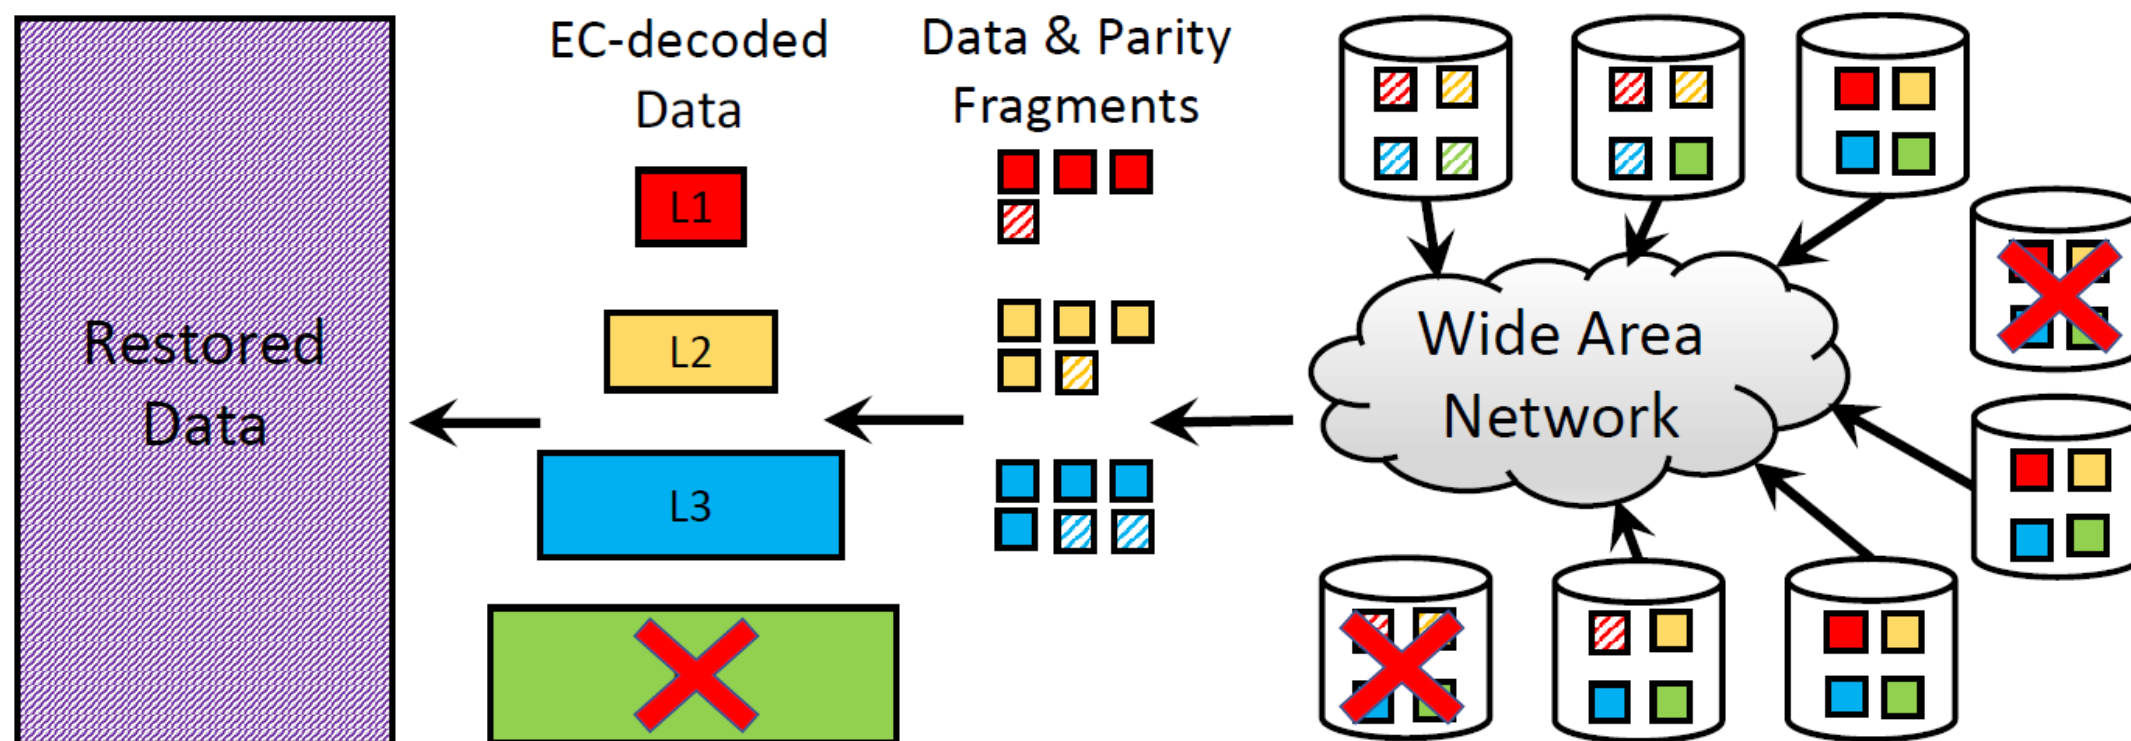 EC-decoded
Data
Data & Parity
Fragments
L1
L2
L3
Restored
Data
Wide Area
Network